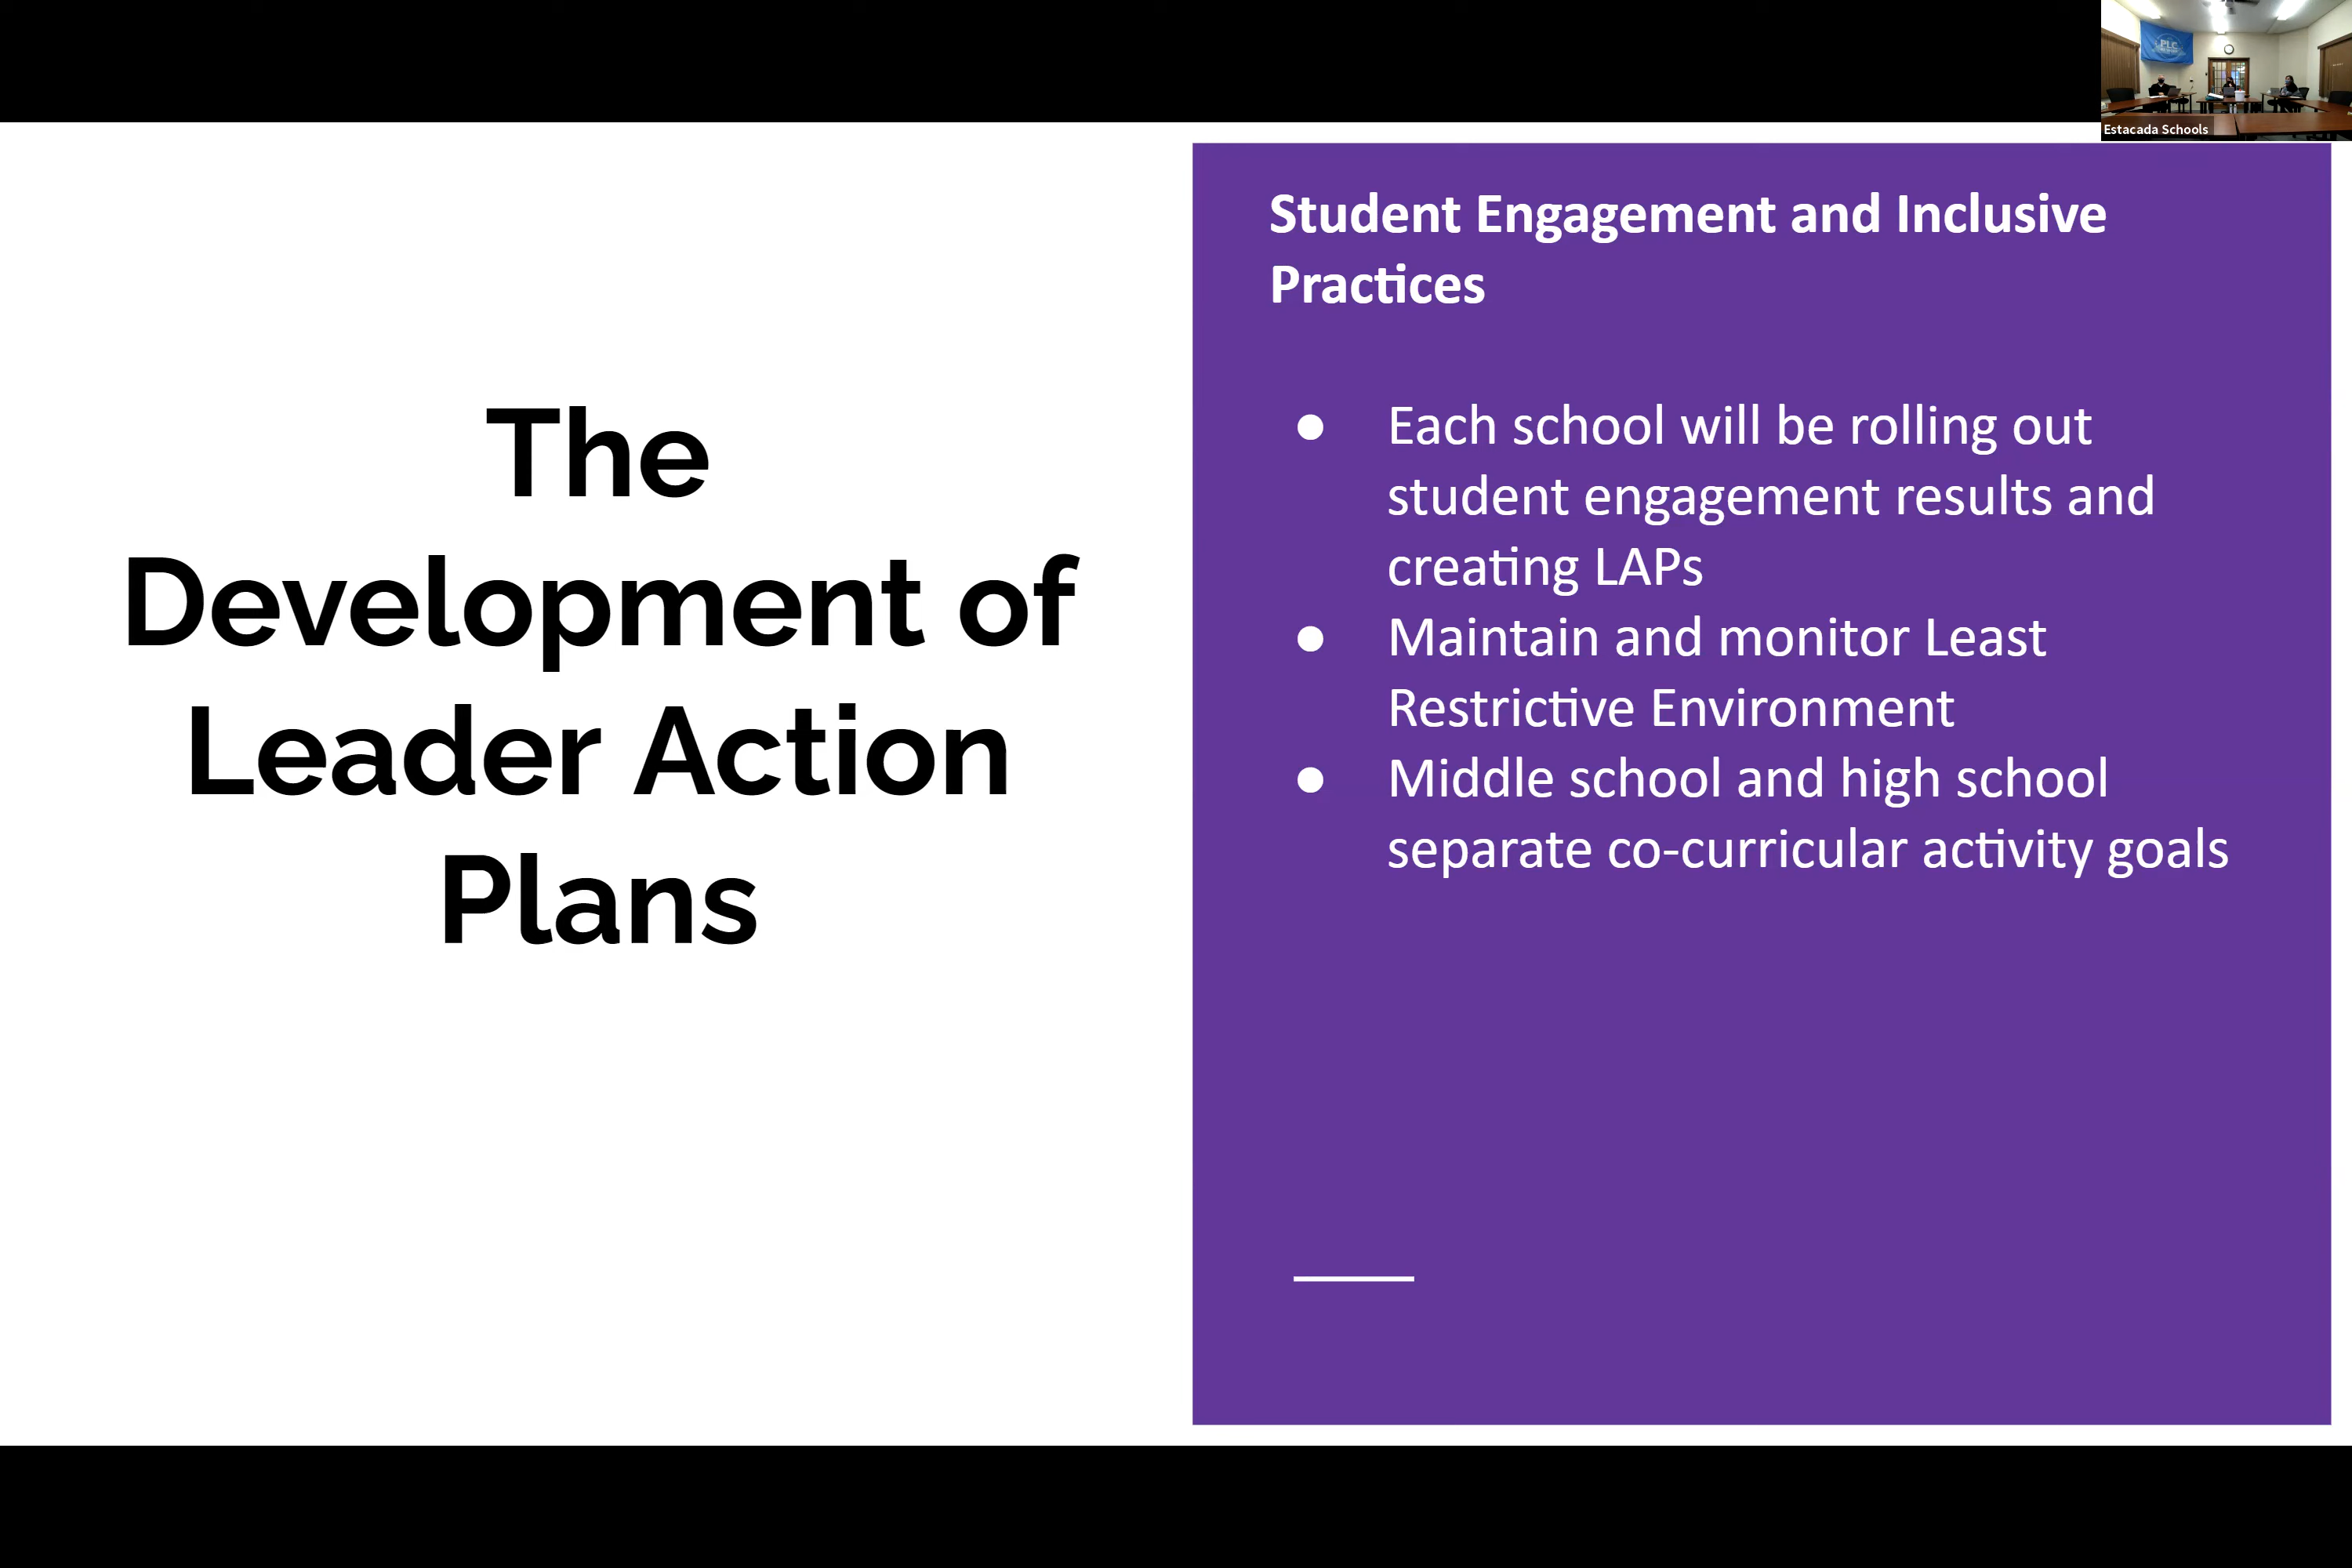 PLC
Estacada Schools
The
Development of
Leader Action
Plans
Student Engagement and Inclusive
Practices
● Each school will be rolling out
student engagement results and
creating LAPs
● Maintain and monitor Least
Restrictive Environment
● Middle school and high school
separate co-curricular activity goals